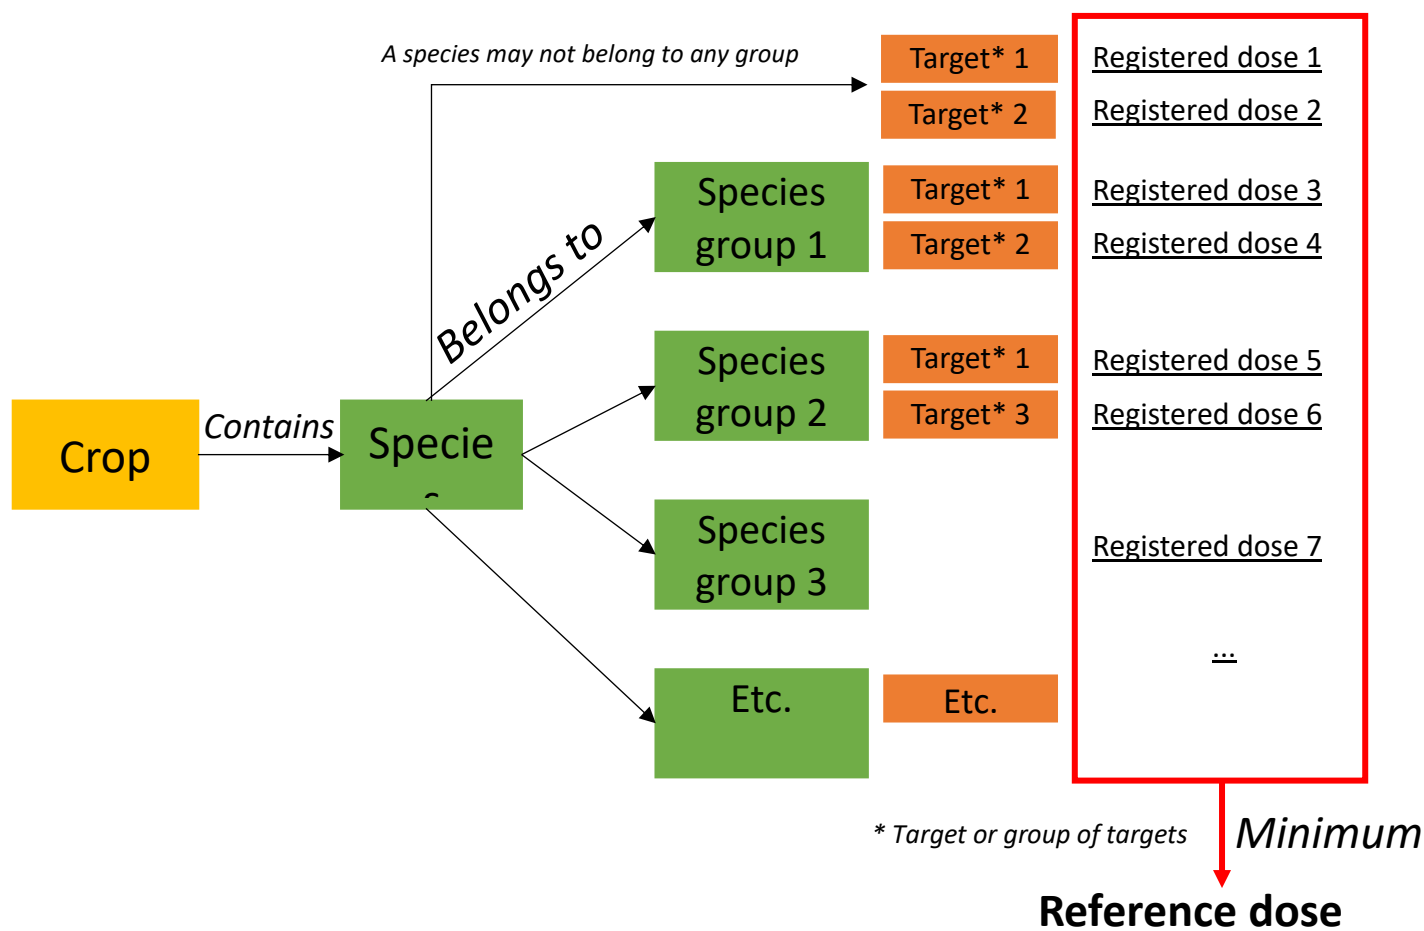 A species may not belong to any group
Target* 1
Registered dose 1
Target* 2
Registered dose 2
Species
group 1
Target* 1
Registered dose 3
Target* 2
Registered dose 4
Belongs to
Species
group 2
Target* 1
Registered dose 5
Target* 3
Registered dose 6
Crop
Contains
Specie
Species
group 3
Registered dose 7
...
Etc.
Etc.
* Target or group of targets
Minimum
Reference dose